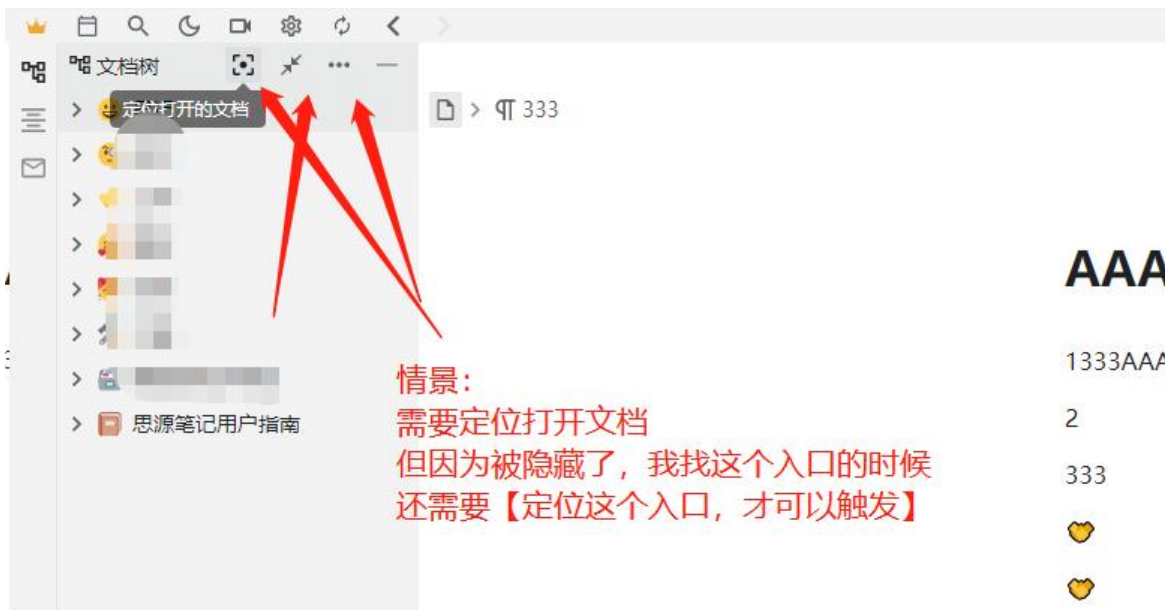 文档树
定位打开的文档
333
思源笔记用户指南
AAA
1333AAA
2
333
情景：
需要定位打开文档
但因为被隐藏了，我找这个入口的时候
还需要【定位这个入口，才可以触发】